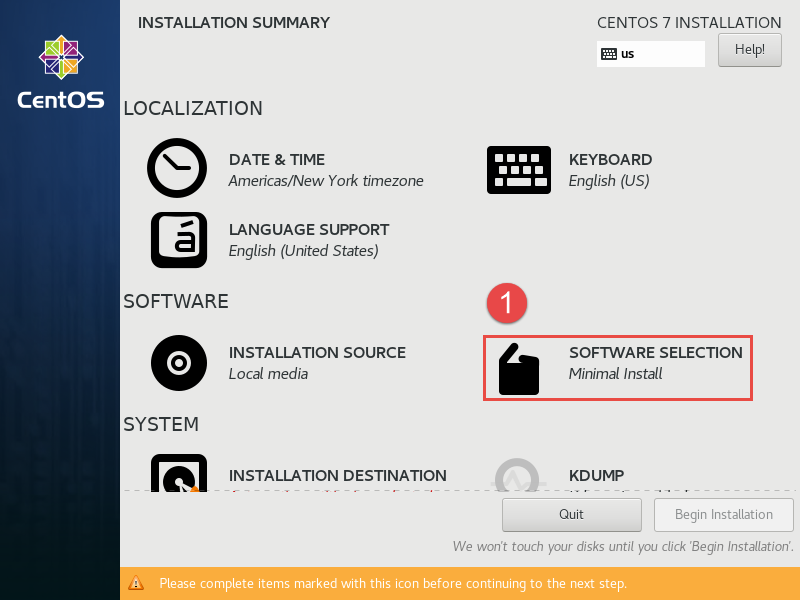 INSTALLATION SUMMARY
CENTOS 7 INSTALLATION
us
Help!
CentOS
LOCALIZATION
DATE & TIME
Americas/New York timezone
KEYBOARD
English (US)
á
LANGUAGE SUPPORT
English (United States)
SOFTWARE
1
INSTALLATION SOURCE
Local media
SOFTWARE SELECTION
Minimal Install
SYSTEM
INSTALLATION DESTINATION
KDUMP
Quit
Begin Installation
We won't touch your disks until you click 'Begin Installation'.
Please complete items marked with this icon before continuing to the next step.